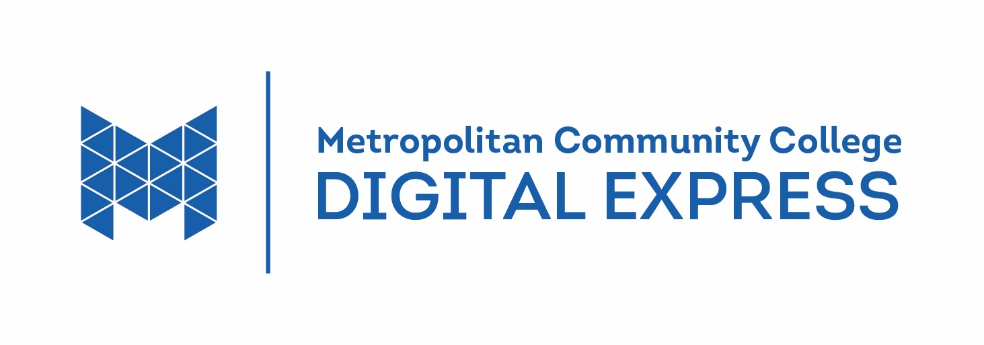 Metropolitan Community College
DIGITAL EXPRESS